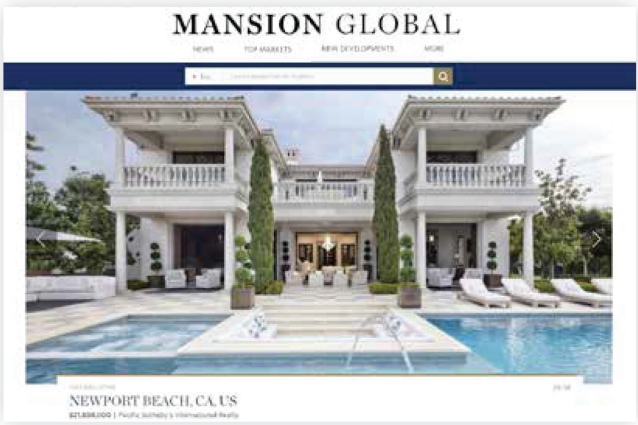 MANSION GLOBAL
NEWS TOP MARKETS NEW DEVELOPMENTS MORE
NEWPORT BEACH, CA, US
| Pacific Sotheby's International Realty